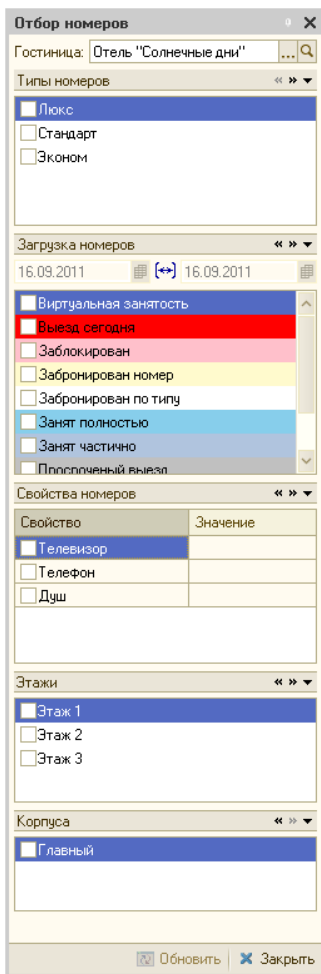 Отбор номеров
Гостиница: Отель "Солнечные дни" ...
Типы номеров
Люкс
Стандарт
Эконом
Загрузка номеров
16.09.2011 16.09.2011
Виртуальная занятость
Выезд сегодня
Заблокирован
Забронирован номер
Забронирован по типу
Занят полностью
Занят частично
Просроченый выезд
Свойства номеров
Свойство Значение
Телевизор
Телефон
Душ
Этажи
Этаж 1
Этаж 2
Этаж 3
Корпуса
Главный
Обновить Закрыть